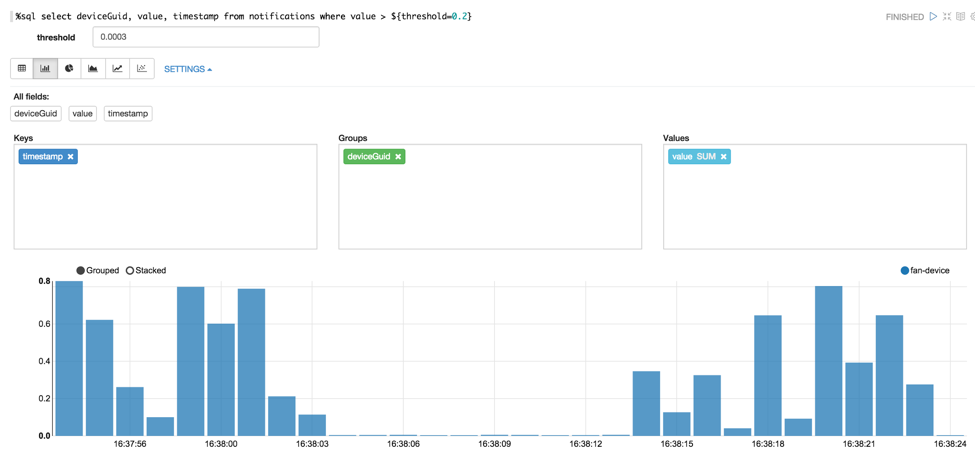 %sql select deviceGuid, value, timestamp from notifications where value > ${threshold=0.2}
FINISHED
threshold 0.0003
SETTINGS
All fields:
deviceGuid value timestamp
Keys Groups Values
timestamp deviceGuid value SUM
Grouped Stacked fan-device
0.8
0.6
0.4
0.2
0.0
16:37:56 16:38:00 16:38:03 16:38:06 16:38:09 16:38:12 16:38:15 16:38:18 16:38:21 16:38:24